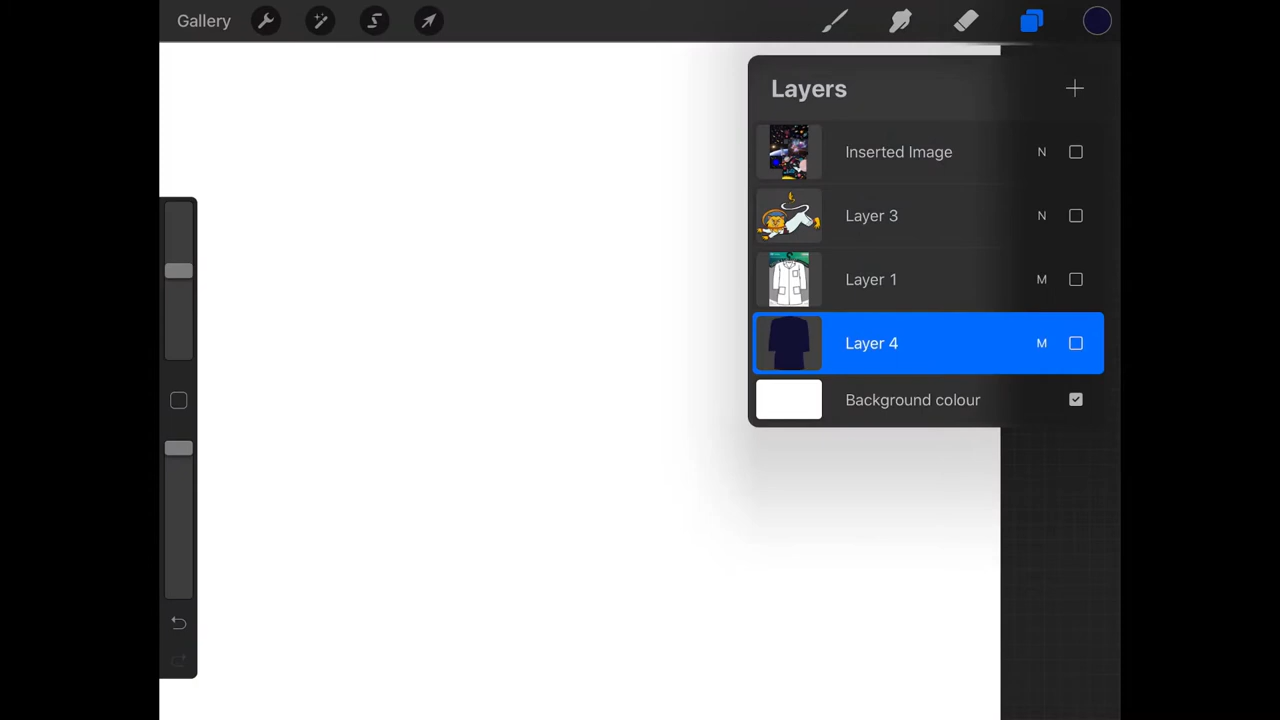 Gallery
Layers
Inserted Image N
Layer 3 N
Layer 1 M
Layer 4 M
Background colour